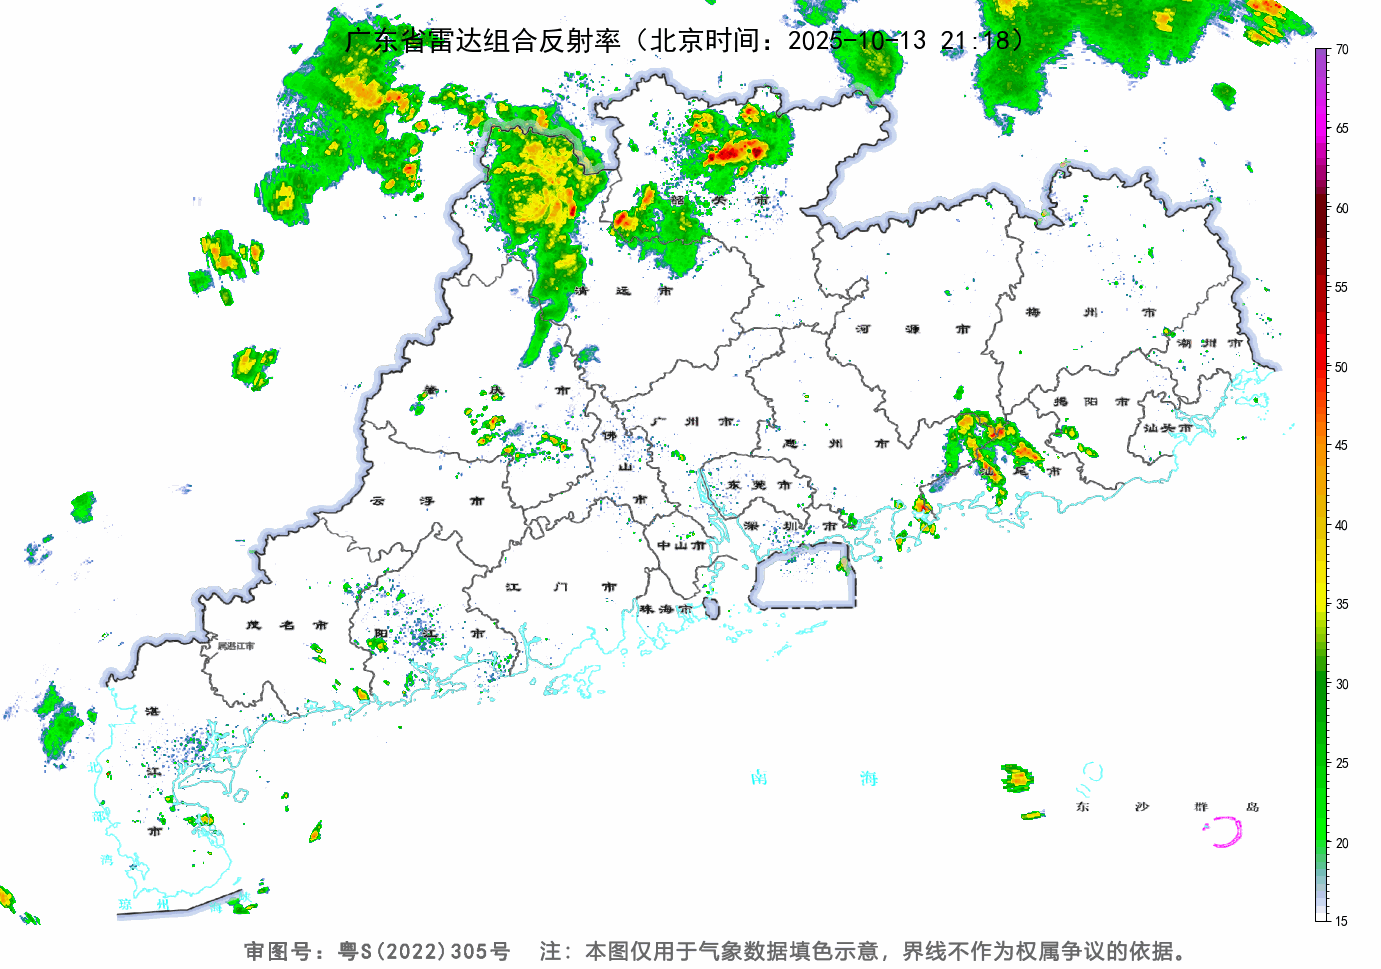 广东省雷达组合反射率（北京时间：2025-10-13 21:18）
70
65
60
55
50
45
40
35
30
25
20
15
韶关市
清远市
河源市
梅州市
潮州市
肇庆市
广州市
佛山市
惠州市
揭阳市
汕头市
汕尾市
云浮市
东莞市
深圳市
中山市
江门市
珠海市
茂名市
阳江市
属湛江市
湛江市
北部湾
南海
东沙群岛
琼州海峡
审图号：粤S(2022)305号 注：本图仅用于气象数据填色示意，界线不作为权属争议的依据。